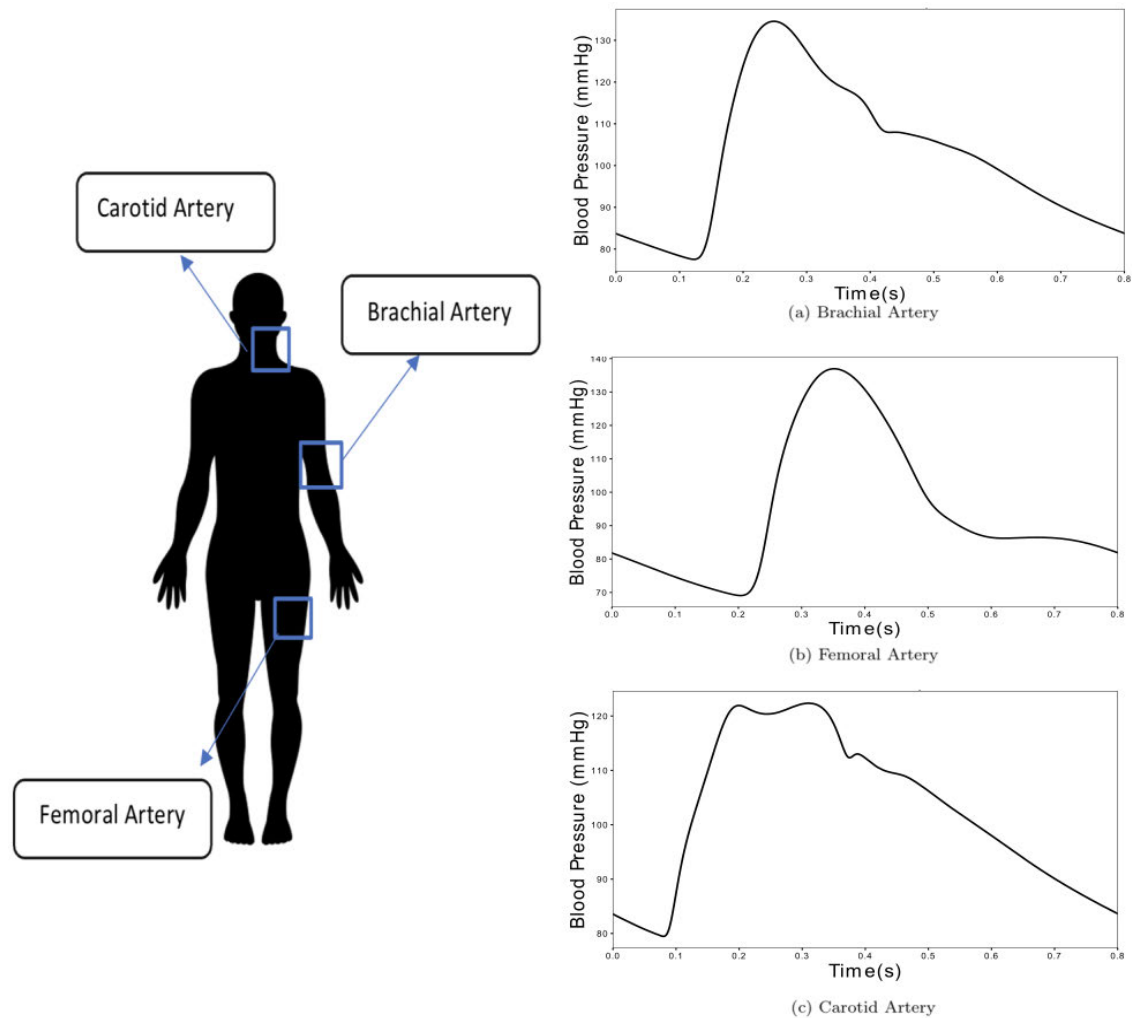 Carotid Artery
Brachial Artery
Femoral Artery
Blood Pressure (mmHg)
130
120
110
100
90
80
0.0 0.1 0.2 0.3 0.4 0.5 0.6 0.7 0.8
Time(s)
(a) Brachial Artery
Blood Pressure (mmHg)
140
130
120
110
100
90
80
70
0.0 0.1 0.2 0.3 0.4 0.5 0.6 0.7 0.8
Time(s)
(b) Femoral Artery
Blood Pressure (mmHg)
120
110
100
90
80
0.0 0.1 0.2 0.3 0.4 0.5 0.6 0.7 0.8
Time(s)
(c) Carotid Artery